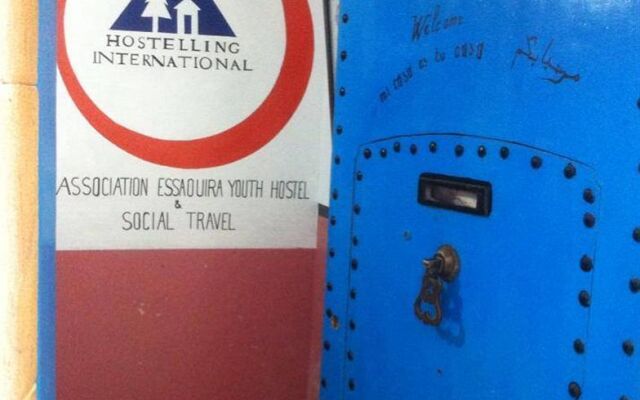 HOSTELLING
INTERNATIONAL
ASSOCIATION ESSAOUIRA YOUTH HOSTEL
&
SOCIAL TRAVEL
Welcome
mi casa es tu casa